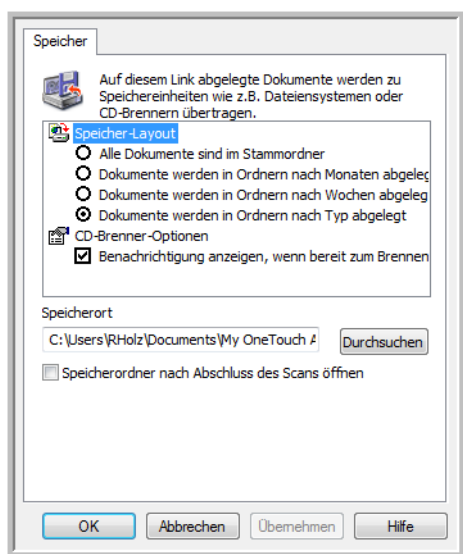 Speicher
Auf diesem Link abgelegte Dokumente werden zu
Speichereinheiten wie z.B. Dateiensystemen oder
CD-Brennern übertragen.
Speicher-Layout
Alle Dokumente sind im Stammordner
Dokumente werden in Ordnern nach Monaten abgeleg
Dokumente werden in Ordnern nach Wochen abgeleg
Dokumente werden in Ordnern nach Typ abgelegt
CD-Brenner-Optionen
Benachrichtigung anzeigen, wenn bereit zum Brennen
Speicherort
C:\Users\RHolz\Documents\My OneTouch A
Durchsuchen
Speicherordner nach Abschluss des Scans öffnen
OK
Abbrechen
Übernehmen
Hilfe